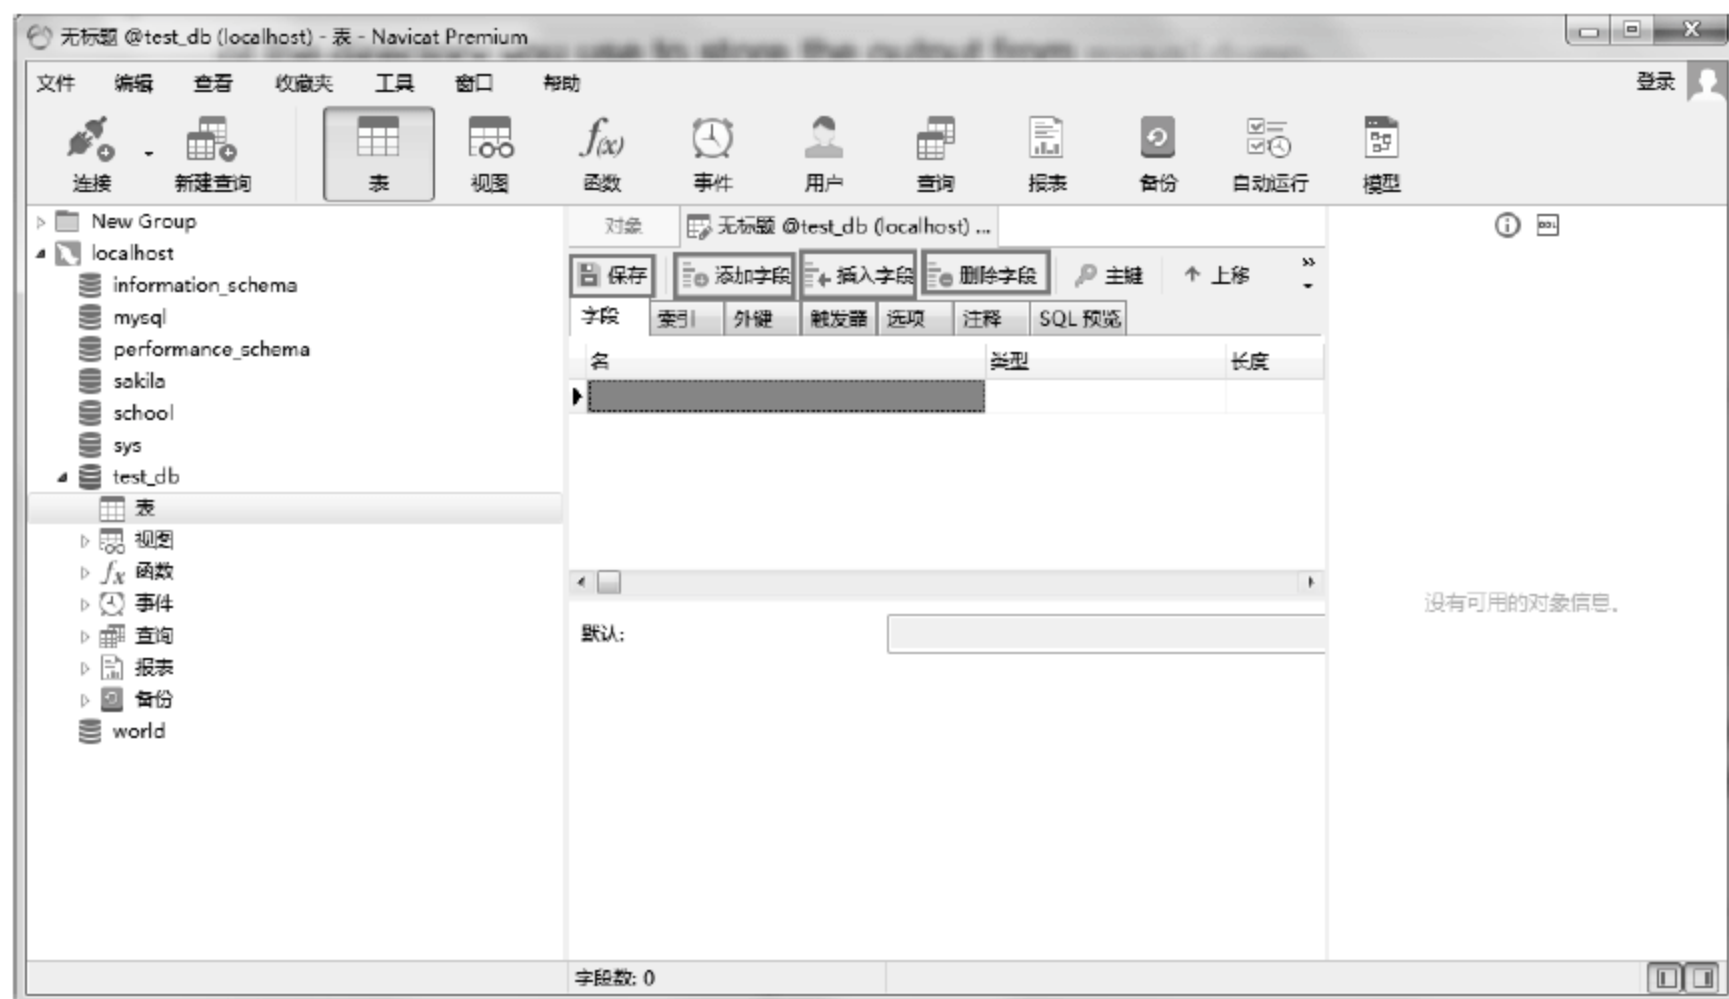 无标题 @test_db (localhost) - 表 - Navicat Premium
文件 编辑 查看 收藏夹 工具 窗口 帮助 登录
连接 新建查询 表 视图 函数 事件 用户 查询 报表 备份 自动运行 模型
New Group
localhost
information_schema
mysql
performance_schema
sakila
school
sys
test_db
表
视图
函数
事件
查询
报表
备份
world
对象 无标题 @test_db (localhost) ...
保存 添加字段 插入字段 删除字段 主键 上移
字段 索引 外键 触发器 选项 注释 SQL 预览
名 类型 长度
默认:
没有可用的对象信息。
字段数: 0